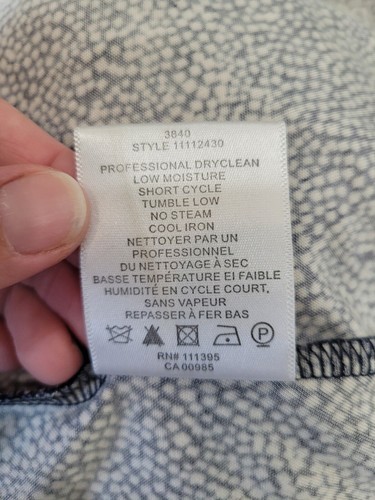 3840
STYLE 11112430
PROFESSIONAL DRYCLEAN
LOW MOISTURE
SHORT CYCLE
TUMBLE LOW
NO STEAM
COOL IRON
NETTOYER PAR UN
PROFESSIONNEL
DU NETTOYAGE À SEC
BASSE TEMPÉRATURE EI FAIBLE
HUMIDITÉ EN CYCLE COURT,
SANS VAPEUR
REPASSER À FER BAS
P
RN# 111395
CA 00985